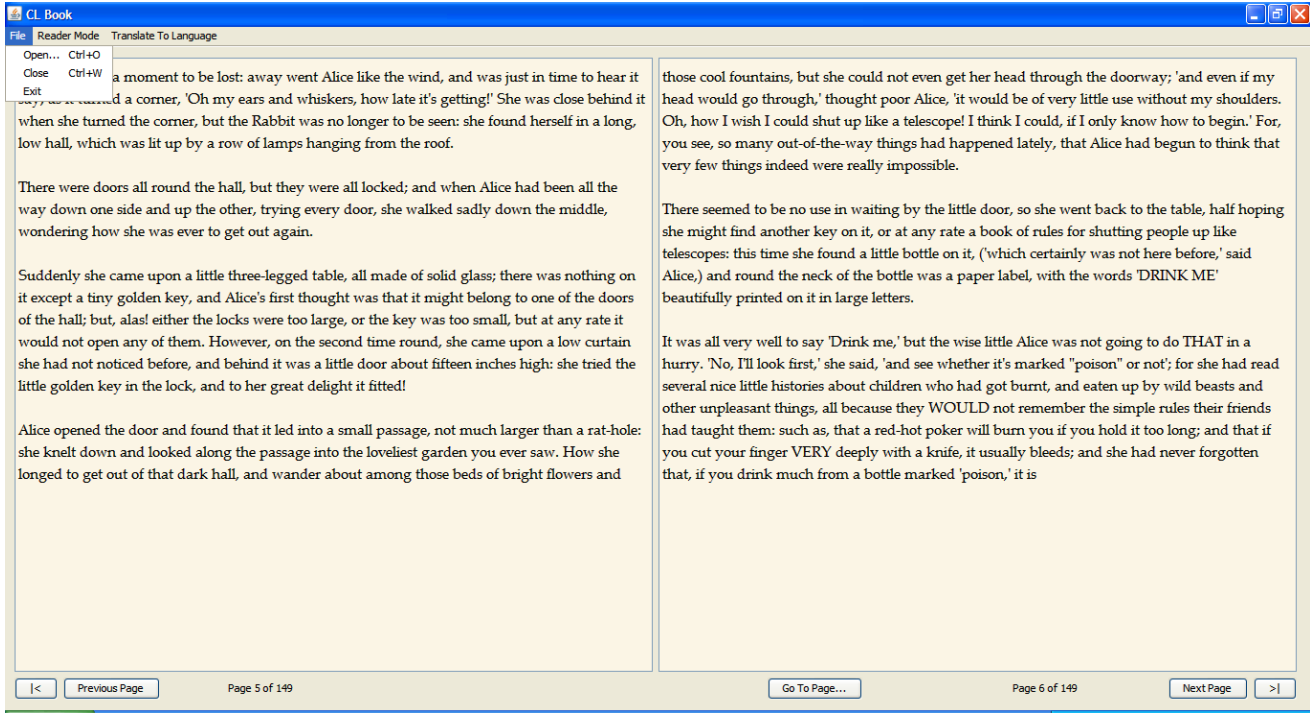 CL Book
File Reader Mode Translate To Language
Open... Ctrl+O
Close Ctrl+W
Exit
a moment to be lost: away went Alice like the wind, and was just in time to hear it
say, as it turned a corner, 'Oh my ears and whiskers, how late it's getting!' She was close behind it
when she turned the corner, but the Rabbit was no longer to be seen: she found herself in a long,
low hall, which was lit up by a row of lamps hanging from the roof.
There were doors all round the hall, but they were all locked; and when Alice had been all the
way down one side and up the other, trying every door, she walked sadly down the middle,
wondering how she was ever to get out again.
Suddenly she came upon a little three-legged table, all made of solid glass; there was nothing on
it except a tiny golden key, and Alice's first thought was that it might belong to one of the doors
of the hall; but, alas! either the locks were too large, or the key was too small, but at any rate it
would not open any of them. However, on the second time round, she came upon a low curtain
she had not noticed before, and behind it was a little door about fifteen inches high: she tried the
little golden key in the lock, and to her great delight it fitted!
Alice opened the door and found that it led into a small passage, not much larger than a rat-hole:
she knelt down and looked along the passage into the loveliest garden you ever saw. How she
longed to get out of that dark hall, and wander about among those beds of bright flowers and
those cool fountains, but she could not even get her head through the doorway; 'and even if my
head would go through,' thought poor Alice, 'it would be of very little use without my shoulders.
Oh, how I wish I could shut up like a telescope! I think I could, if I only know how to begin.' For,
you see, so many out-of-the-way things had happened lately, that Alice had begun to think that
very few things indeed were really impossible.
There seemed to be no use in waiting by the little door, so she went back to the table, half hoping
she might find another key on it, or at any rate a book of rules for shutting people up like
telescopes: this time she found a little bottle on it, ('which certainly was not here before,' said
Alice,) and round the neck of the bottle was a paper label, with the words 'DRINK ME'
beautifully printed on it in large letters.
It was all very well to say 'Drink me,' but the wise little Alice was not going to do THAT in a
hurry. 'No, I'll look first,' she said, 'and see whether it's marked "poison" or not'; for she had read
several nice little histories about children who had got burnt, and eaten up by wild beasts and
other unpleasant things, all because they WOULD not remember the simple rules their friends
had taught them: such as, that a red-hot poker will burn you if you hold it too long; and that if
you cut your finger VERY deeply with a knife, it usually bleeds; and she had never forgotten
that, if you drink much from a bottle marked 'poison,' it is
|< Previous Page Page 5 of 149 Go To Page... Page 6 of 149 Next Page >|